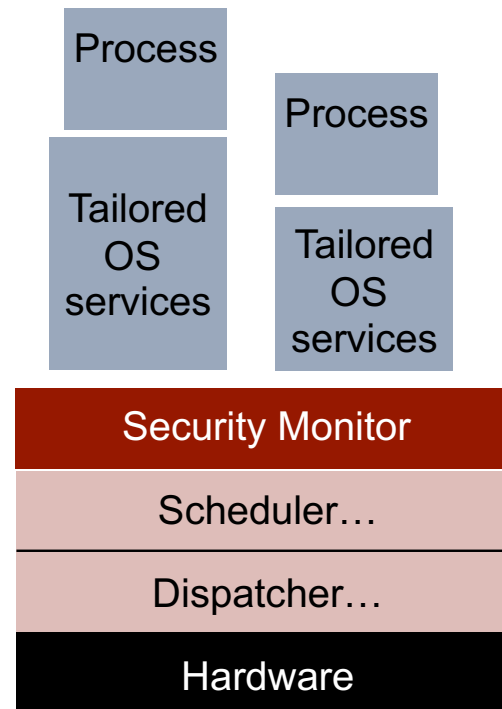 Process
Tailored
OS
services
Process
Tailored
OS
services
Security Monitor
Scheduler…
Dispatcher…
Hardware